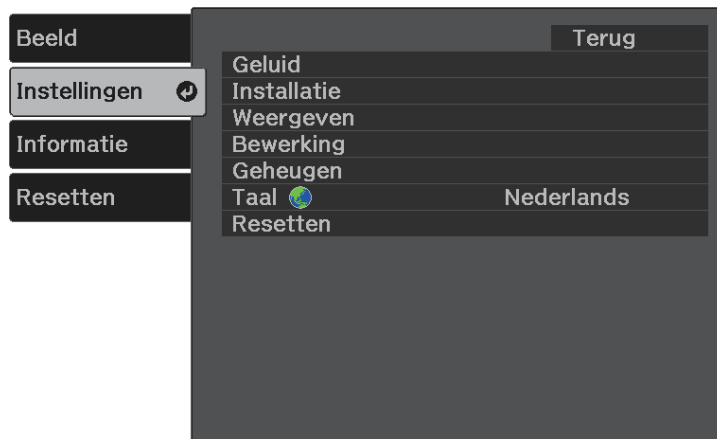 Beeld
Instellingen
Informatie
Resetten
Terug
Geluid
Installatie
Weergeven
Bewerking
Geheugen
Taal Nederlands
Resetten